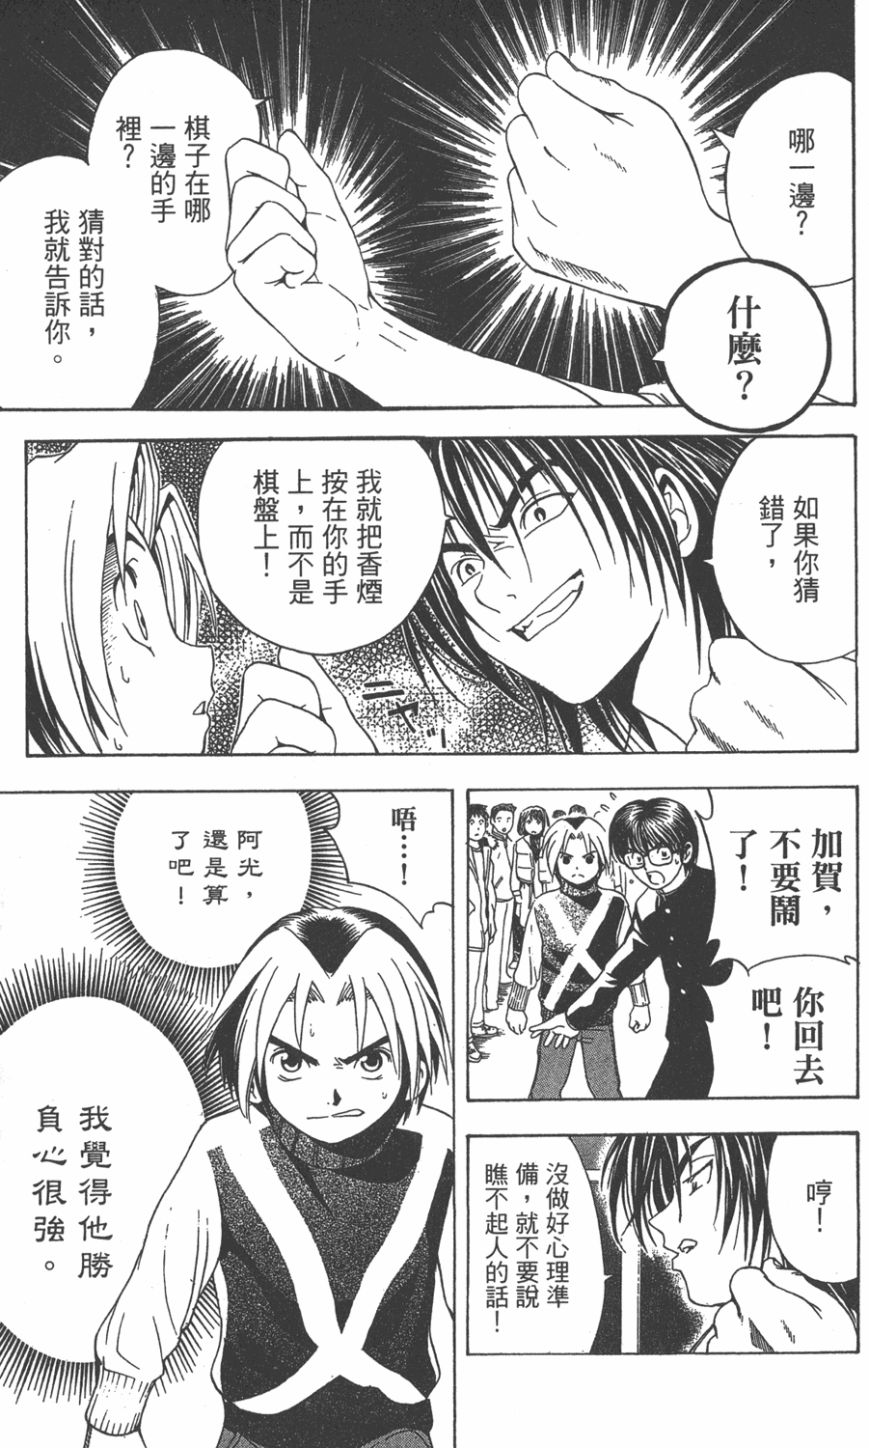 哪一邊?
什麼?
棋子在哪
一邊的手
裡?
猜對的話,
我就告訴你。
如果你猜
錯了,
我就把香煙
按在你的手
上,而不是
棋盤上!
ニヤッ
加賀,
不要鬧
了!
你回去
吧!
哼!
沒做好心理準
備,就不要說
瞧不起人的話!
唔…!
阿光,
還是算
了吧!
我覺得他勝
負心很強。